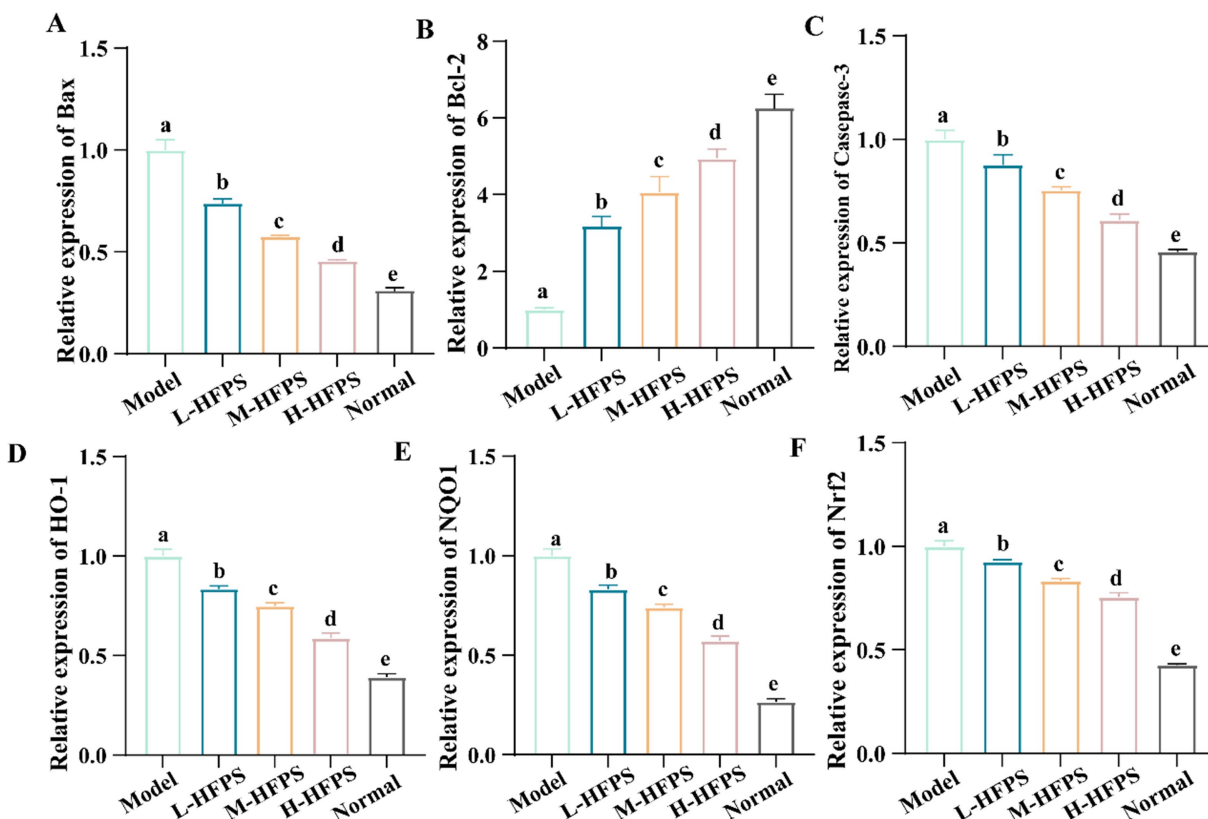 A
Relative expression of Bax
1.5
1.0
0.5
0.0
a
b
c
d
e
Model
L-HFPS
M-HFPS
H-HFPS
Normal
B
Relative expression of Bcl-2
8
6
4
2
0
a
b
c
d
e
Model
L-HFPS
M-HFPS
H-HFPS
Normal
C
Relative expression of Casepase-3
1.5
1.0
0.5
0.0
a
b
c
d
e
Model
L-HFPS
M-HFPS
H-HFPS
Normal
D
Relative expression of HO-1
1.5
1.0
0.5
0.0
a
b
c
d
e
Model
L-HFPS
M-HFPS
H-HFPS
Normal
E
Relative expression of NQO1
1.5
1.0
0.5
0.0
a
b
c
d
e
Model
L-HFPS
M-HFPS
H-HFPS
Normal
F
Relative expression of Nrf2
1.5
1.0
0.5
0.0
a
b
c
d
e
Model
L-HFPS
M-HFPS
H-HFPS
Normal